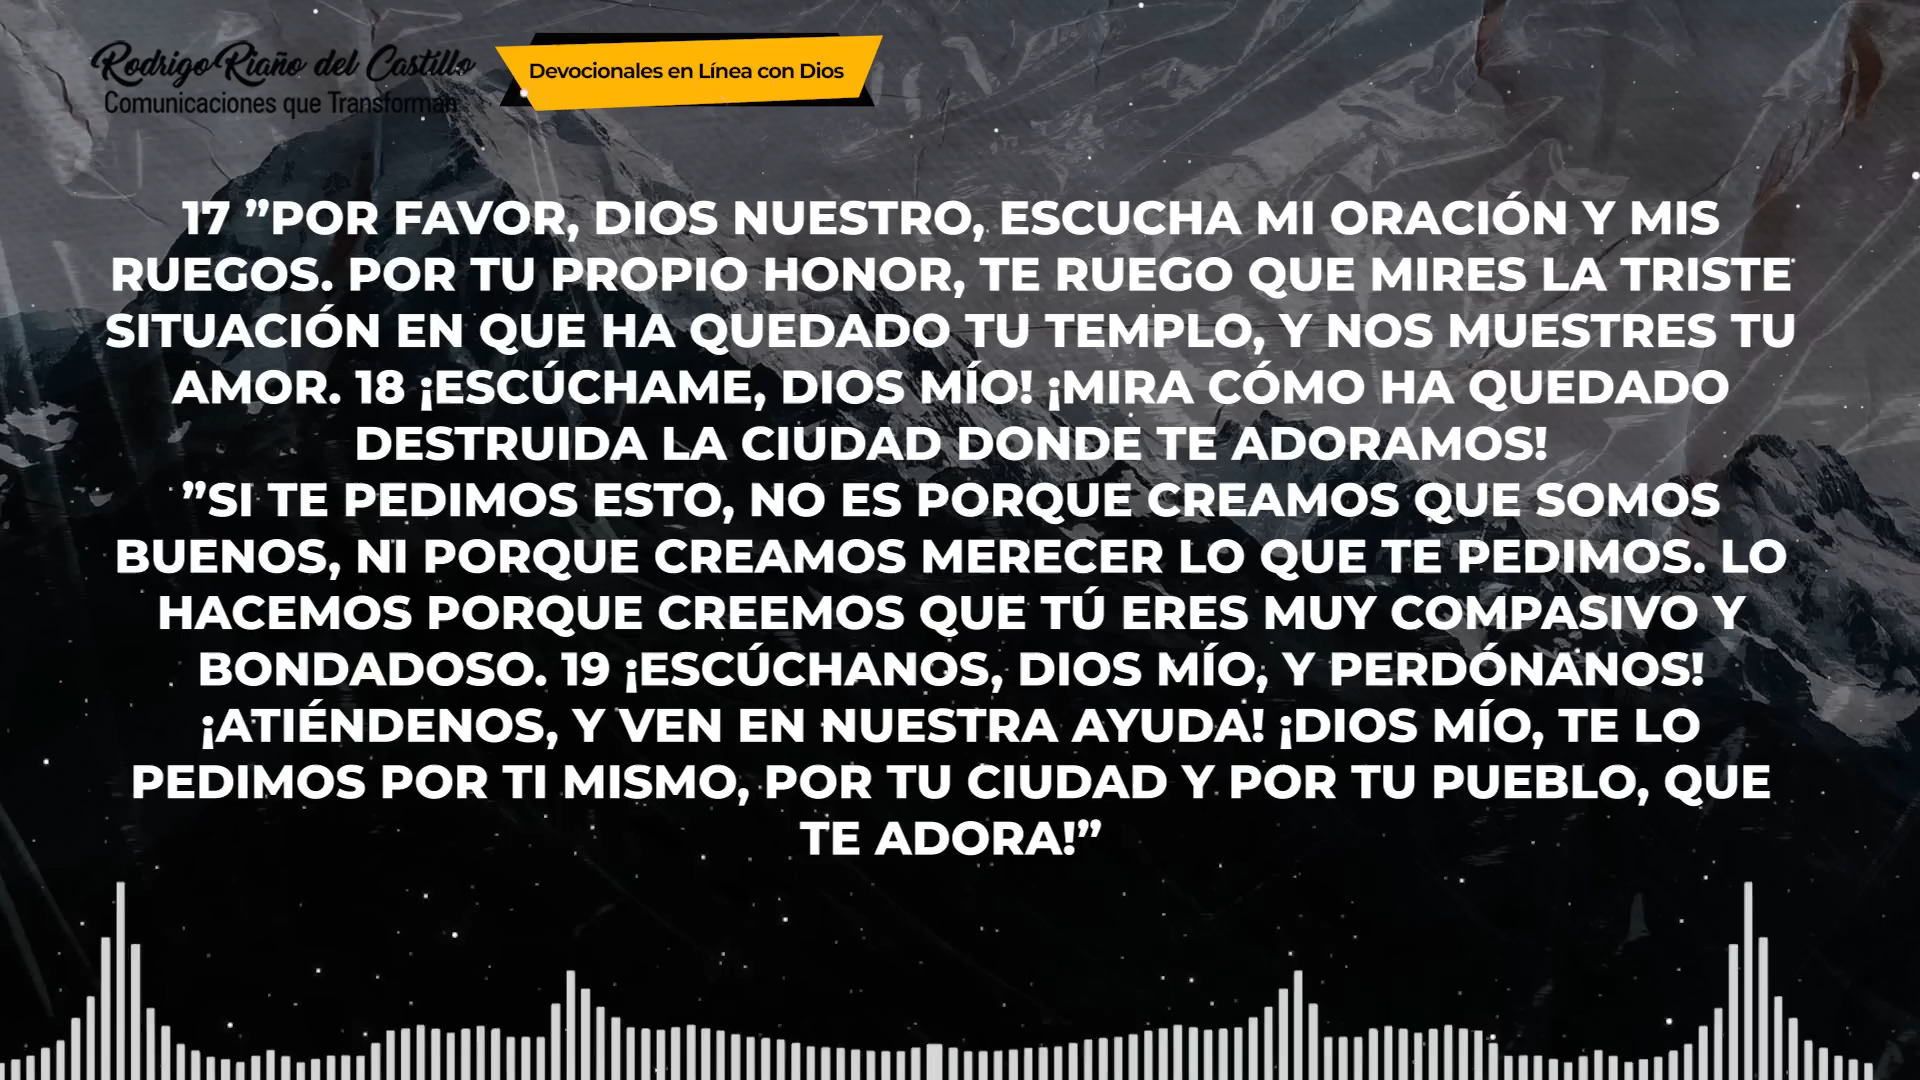 Rodrigo Riaño del Castillo
Comunicaciones que Transforman
Devocionales en Línea con Dios
17 ”POR FAVOR, DIOS NUESTRO, ESCUCHA MI ORACIÓN Y MIS
RUEGOS. POR TU PROPIO HONOR, TE RUEGO QUE MIRES LA TRISTE
SITUACIÓN EN QUE HA QUEDADO TU TEMPLO, Y NOS MUESTRES TU
AMOR. 18 ¡ESCÚCHAME, DIOS MÍO! ¡MIRA CÓMO HA QUEDADO
DESTRUIDA LA CIUDAD DONDE TE ADORAMOS!
”SI TE PEDIMOS ESTO, NO ES PORQUE CREAMOS QUE SOMOS
BUENOS, NI PORQUE CREAMOS MERECER LO QUE TE PEDIMOS. LO
HACEMOS PORQUE CREEMOS QUE TÚ ERES MUY COMPASIVO Y
BONDADOSO. 19 ¡ESCÚCHANOS, DIOS MÍO, Y PERDÓNANOS!
¡ATIÉNDENOS, Y VEN EN NUESTRA AYUDA! ¡DIOS MÍO, TE LO
PEDIMOS POR TI MISMO, POR TU CIUDAD Y POR TU PUEBLO, QUE
TE ADORA!”